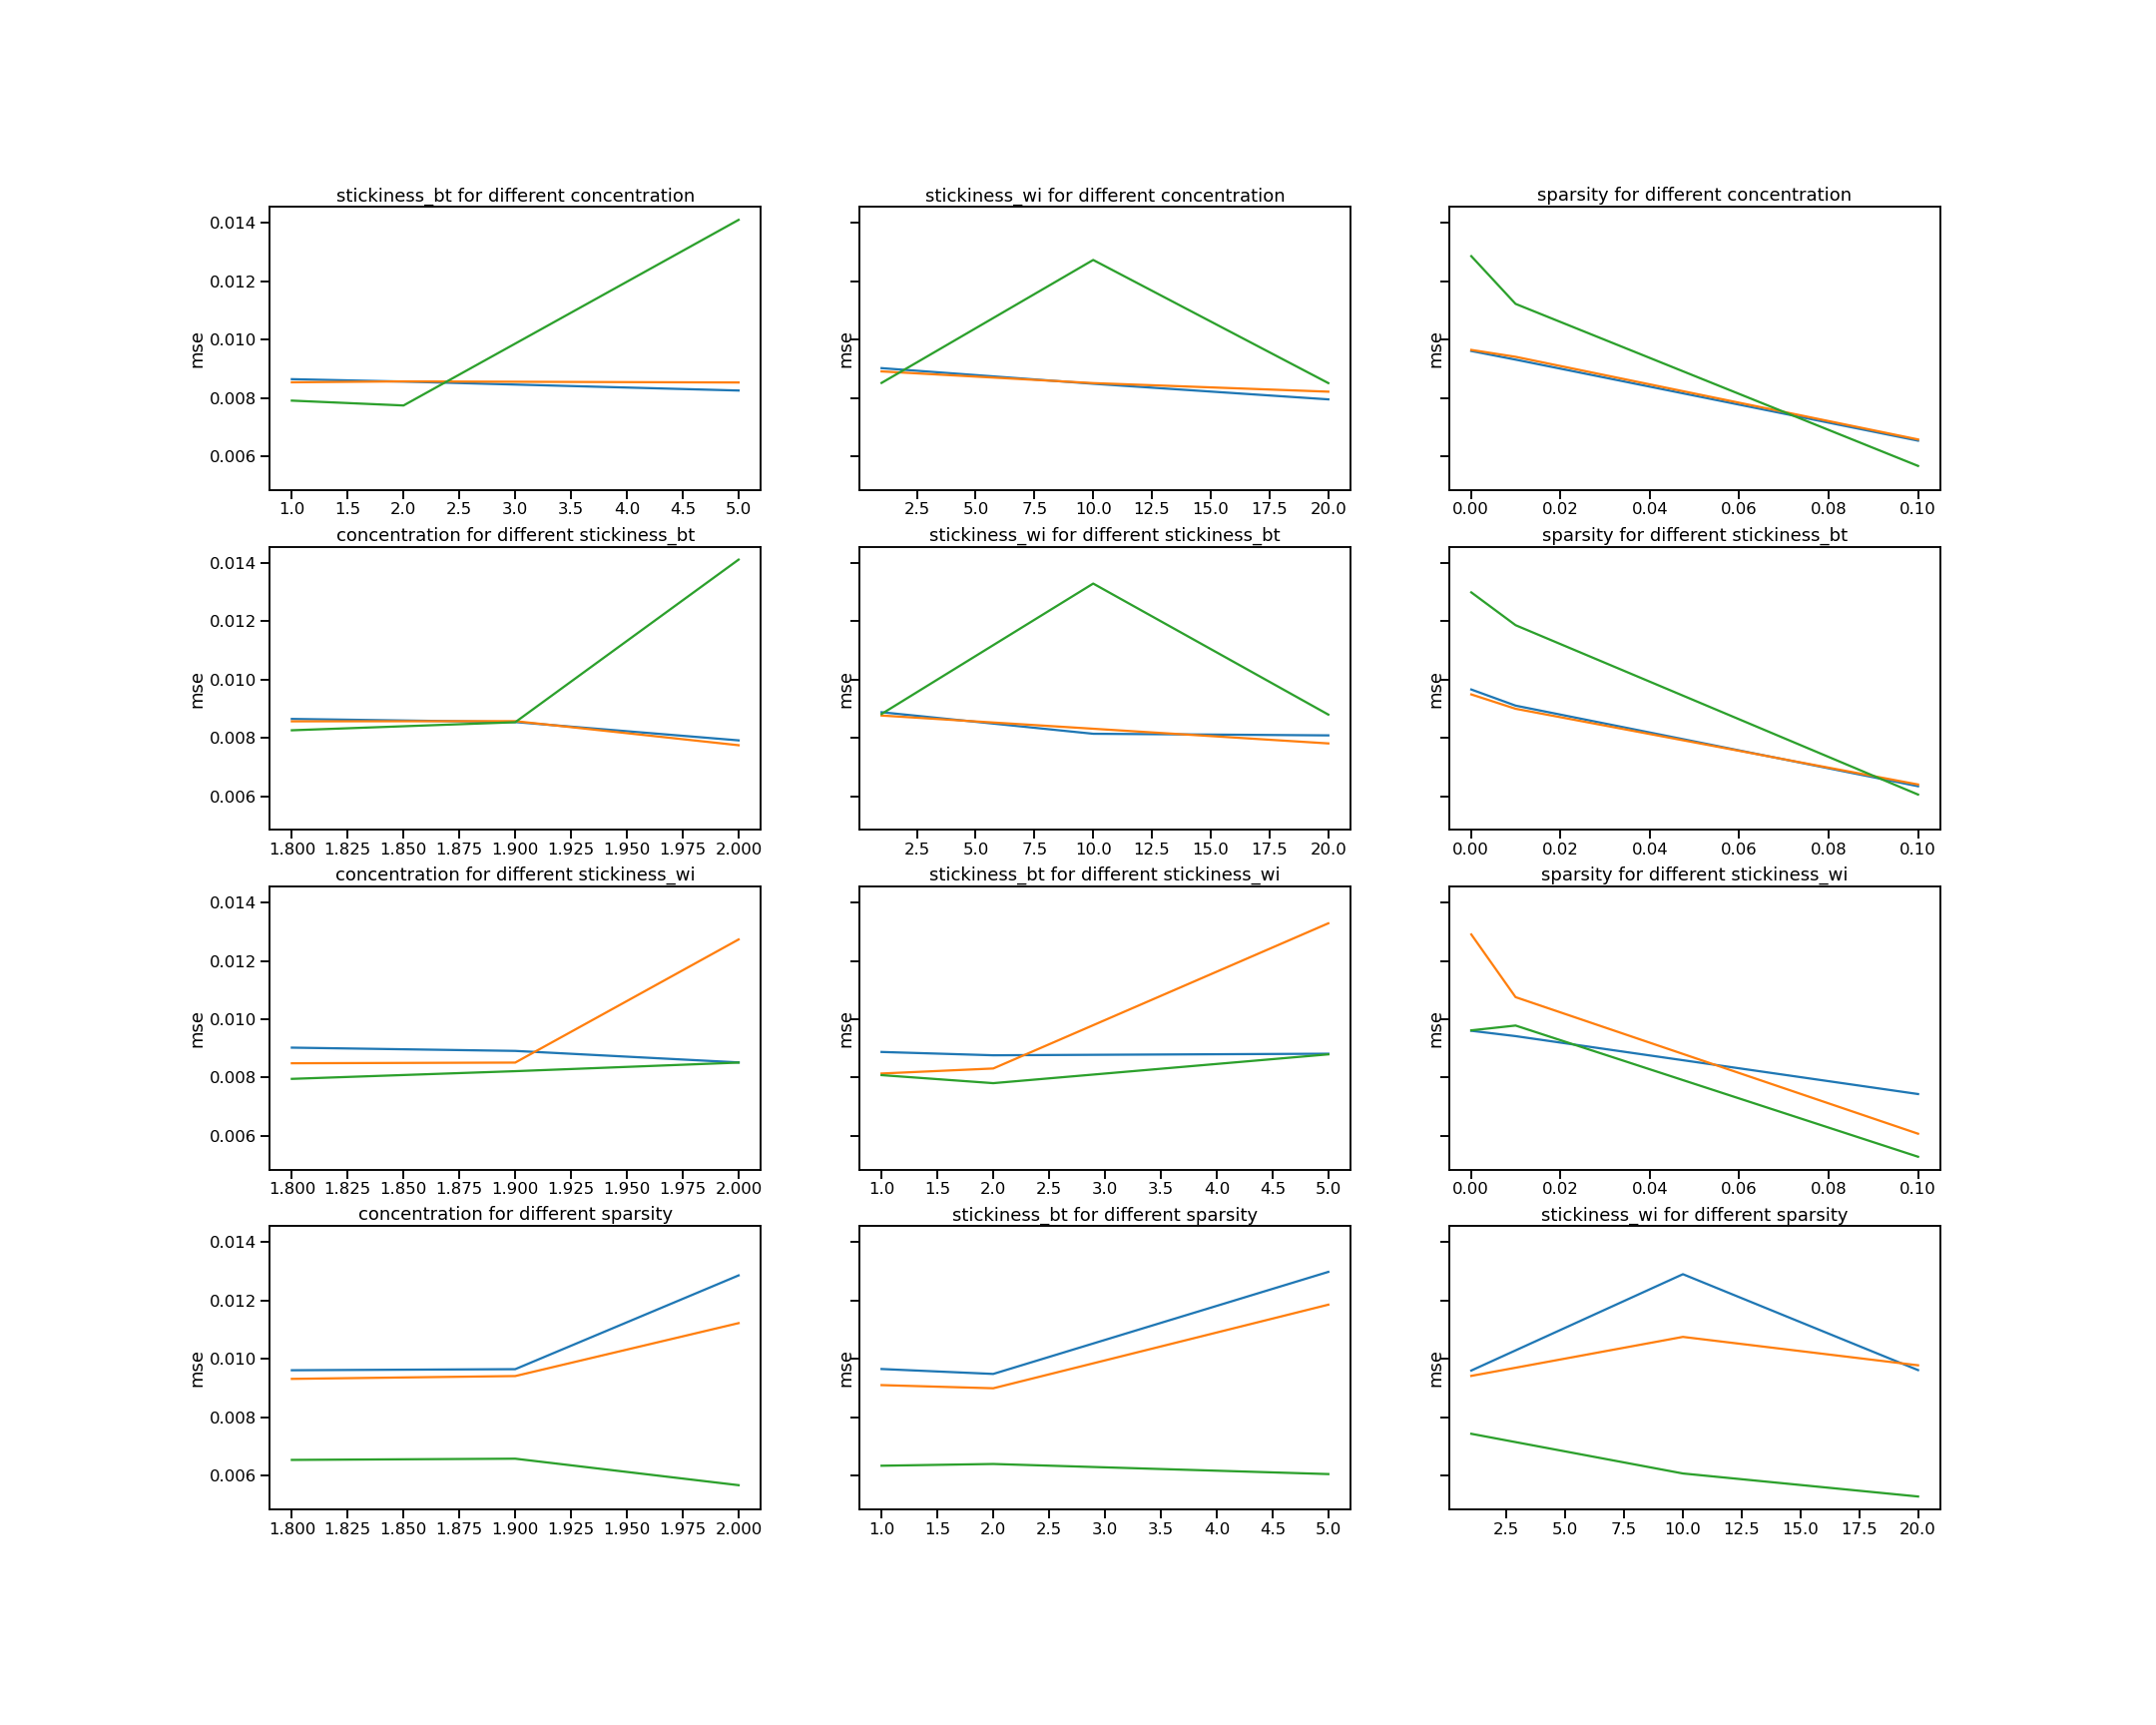 stickiness_bt for different concentration
stickiness_wi for different concentration
sparsity for different concentration
mse
0.014
0.012
0.010
0.008
0.006
1.0 1.5 2.0 2.5 3.0 3.5 4.0 4.5 5.0
mse
2.5 5.0 7.5 10.0 12.5 15.0 17.5 20.0
mse
0.00 0.02 0.04 0.06 0.08 0.10
concentration for different stickiness_bt
stickiness_wi for different stickiness_bt
sparsity for different stickiness_bt
mse
0.014
0.012
0.010
0.008
0.006
1.800 1.825 1.850 1.875 1.900 1.925 1.950 1.975 2.000
mse
2.5 5.0 7.5 10.0 12.5 15.0 17.5 20.0
mse
0.00 0.02 0.04 0.06 0.08 0.10
concentration for different stickiness_wi
stickiness_bt for different stickiness_wi
sparsity for different stickiness_wi
mse
0.014
0.012
0.010
0.008
0.006
1.800 1.825 1.850 1.875 1.900 1.925 1.950 1.975 2.000
mse
1.0 1.5 2.0 2.5 3.0 3.5 4.0 4.5 5.0
mse
0.00 0.02 0.04 0.06 0.08 0.10
concentration for different sparsity
stickiness_bt for different sparsity
stickiness_wi for different sparsity
mse
0.014
0.012
0.010
0.008
0.006
1.800 1.825 1.850 1.875 1.900 1.925 1.950 1.975 2.000
mse
1.0 1.5 2.0 2.5 3.0 3.5 4.0 4.5 5.0
mse
2.5 5.0 7.5 10.0 12.5 15.0 17.5 20.0